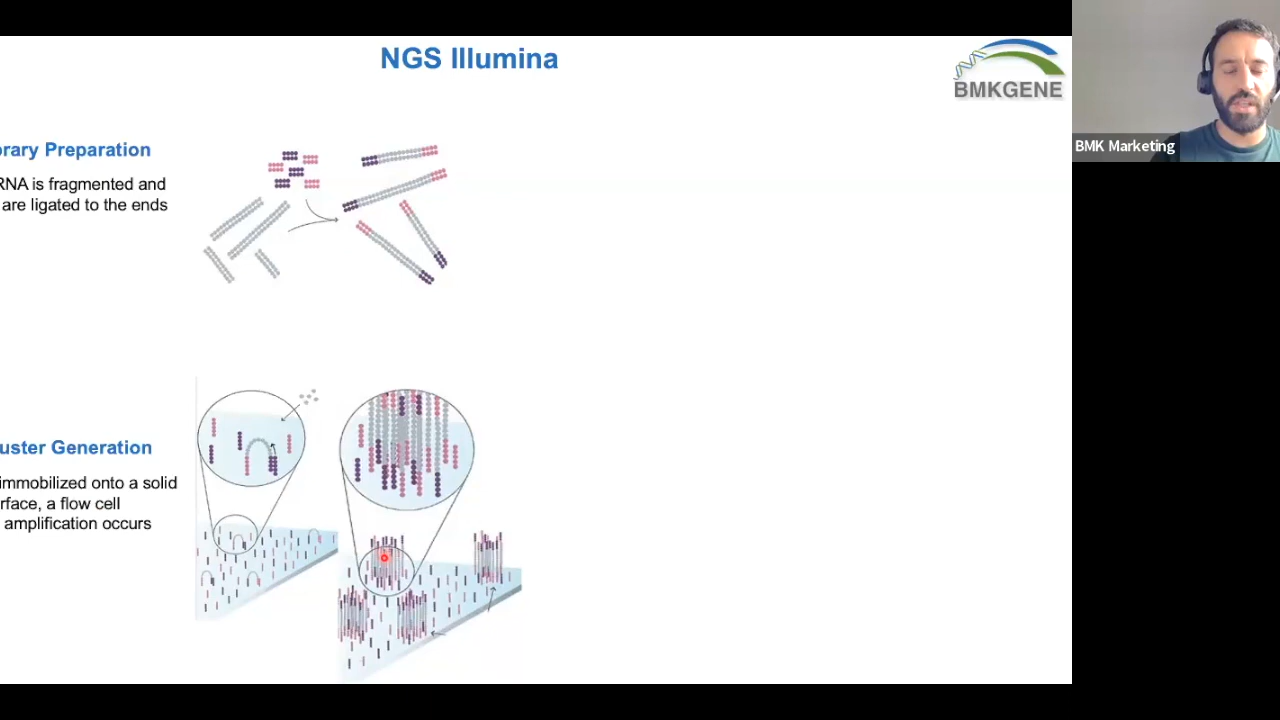 NGS Illumina
BMKGENE
BMK Marketing
brary Preparation
RNA is fragmented and
are ligated to the ends
uster Generation
immobilized onto a solid
rface, a flow cell
amplification occurs